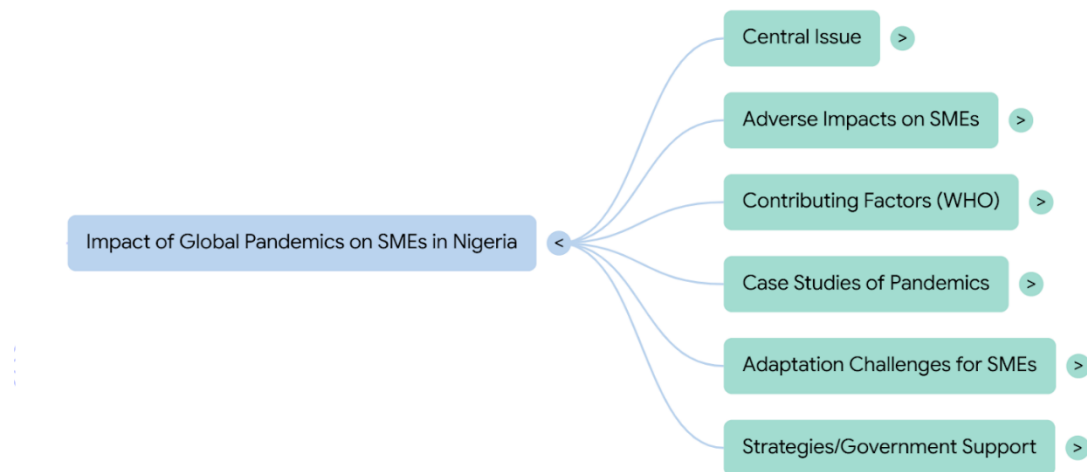 Central Issue >
Adverse Impacts on SMEs >
Contributing Factors (WHO) >
Impact of Global Pandemics on SMEs in Nigeria <
Case Studies of Pandemics >
Adaptation Challenges for SMEs >
Strategies/Government Support >